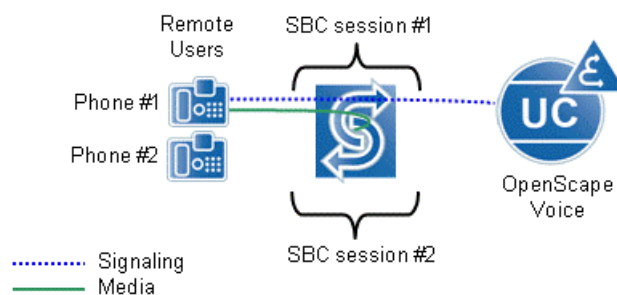 Remote
Users
SBC session #1
Phone #1
Phone #2
UC
OpenScape
Voice
SBC session #2
Signaling
Media